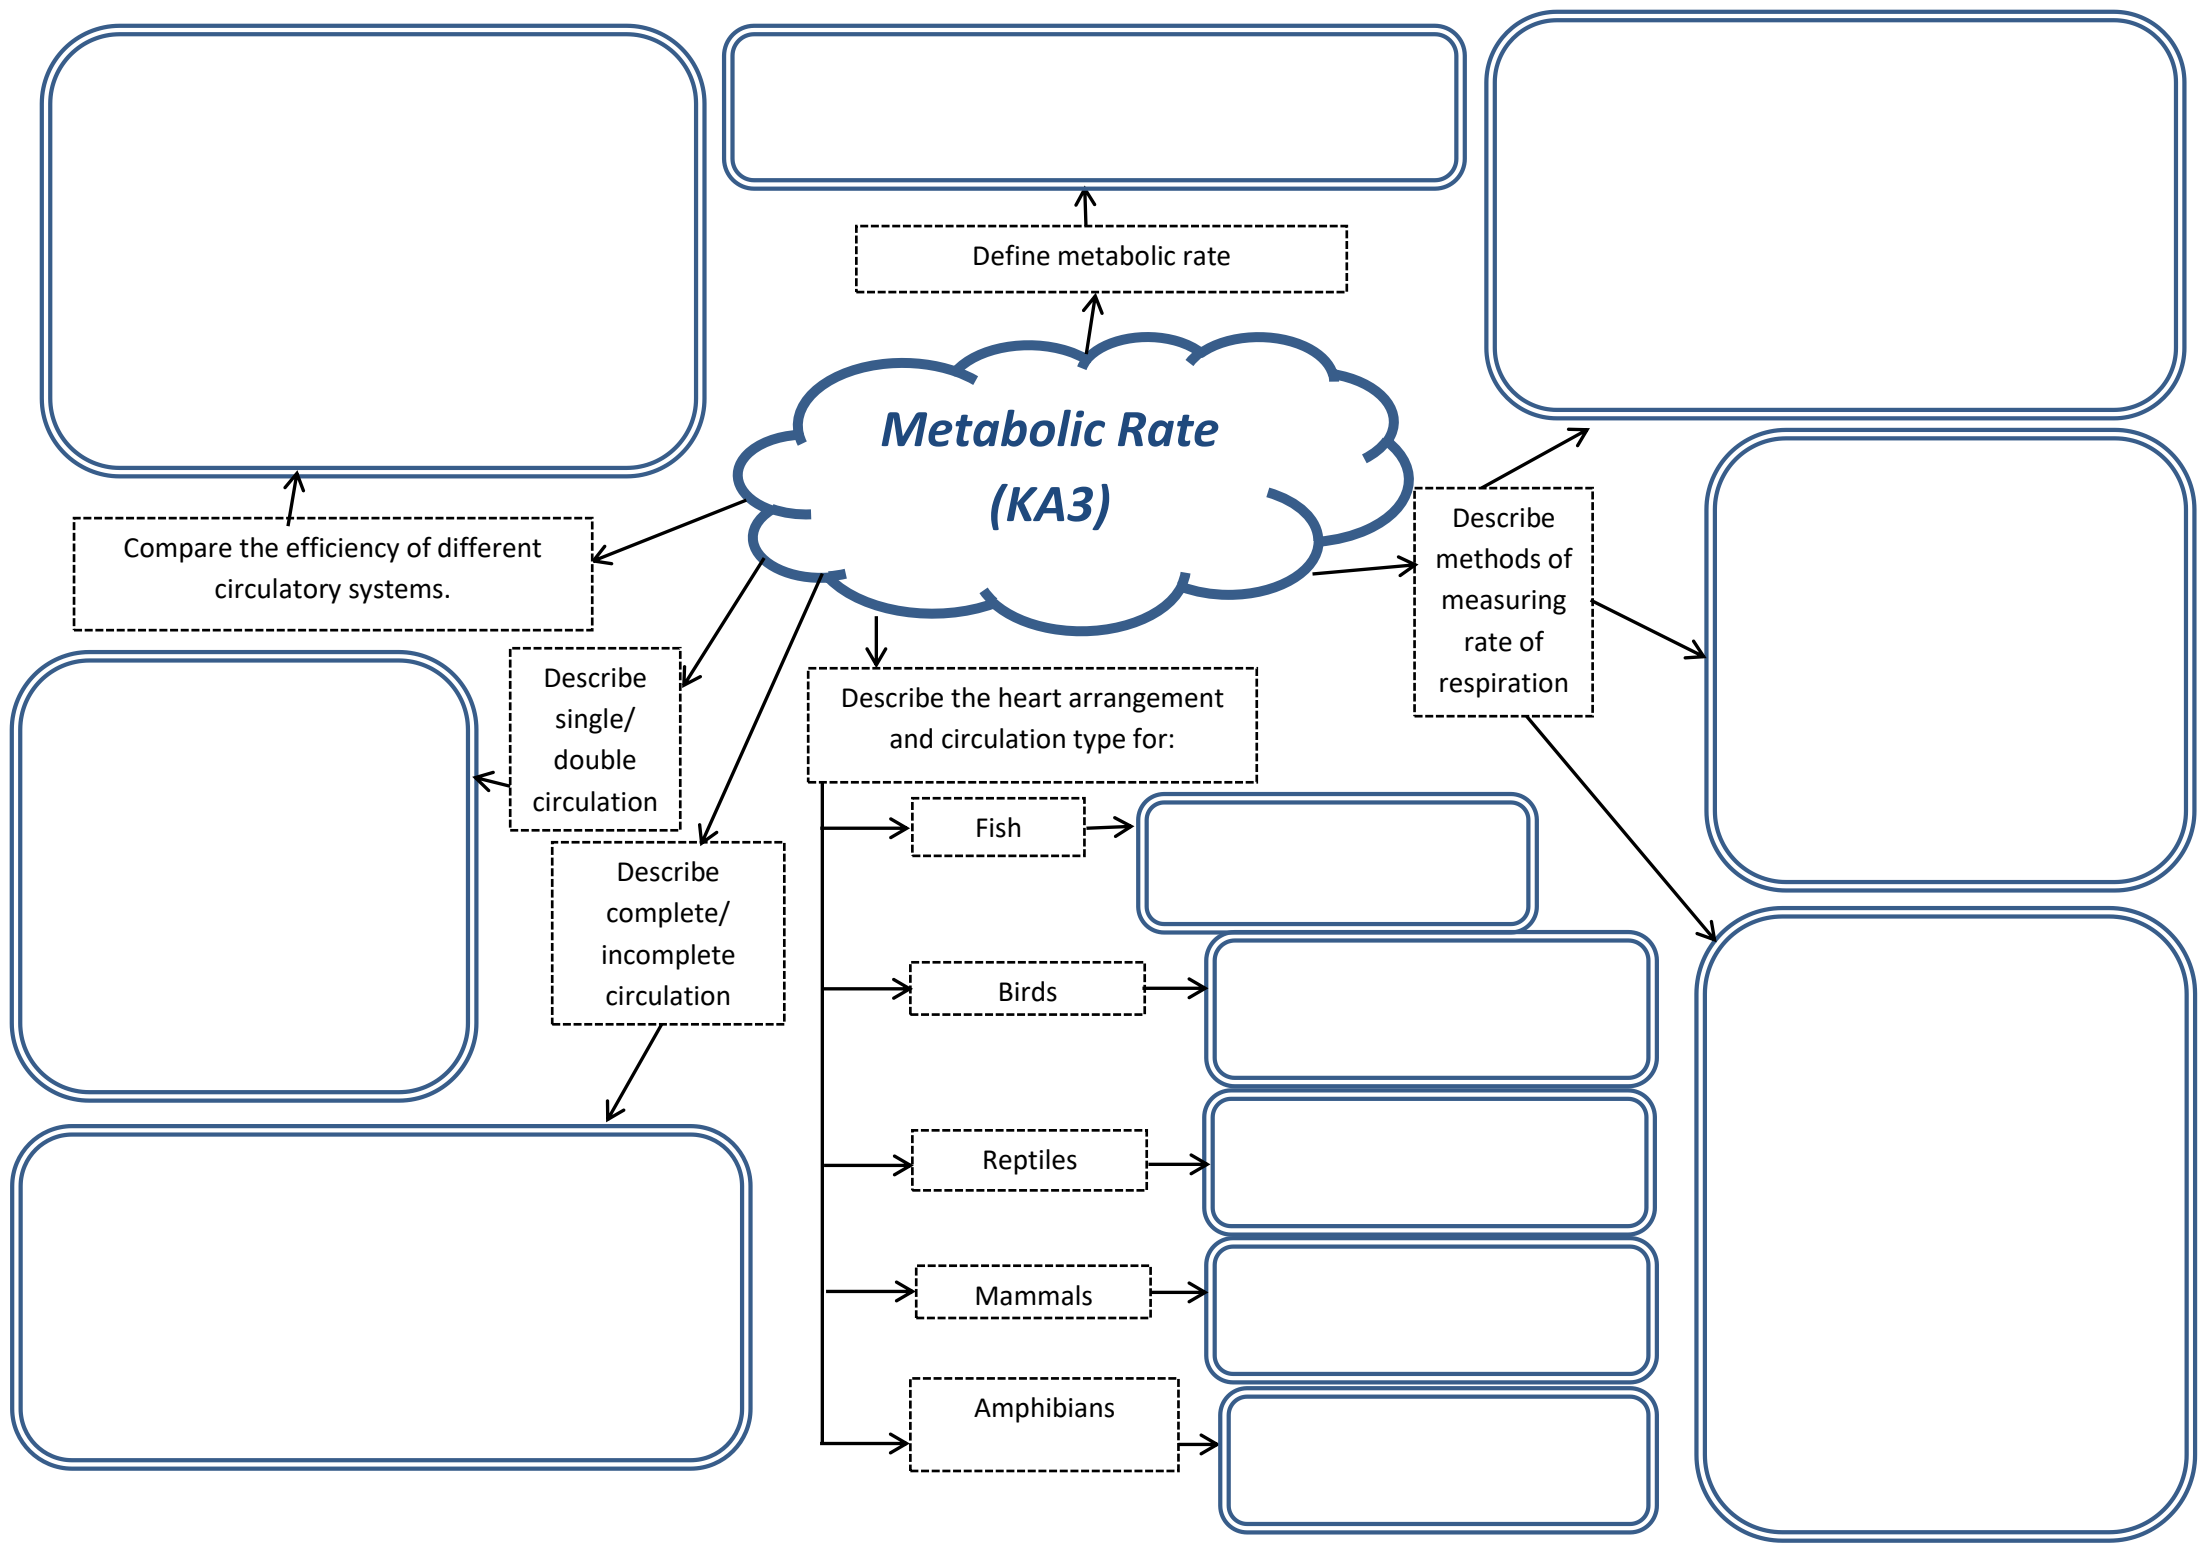 Define metabolic rate
Metabolic Rate
(KA3)
Compare the efficiency of different
circulatory systems.
Describe
methods of
measuring
rate of
respiration
Describe
single/
double
circulation
Describe the heart arrangement
and circulation type for:
Describe
complete/
incomplete
circulation
Fish
Birds
Reptiles
Mammals
Amphibians